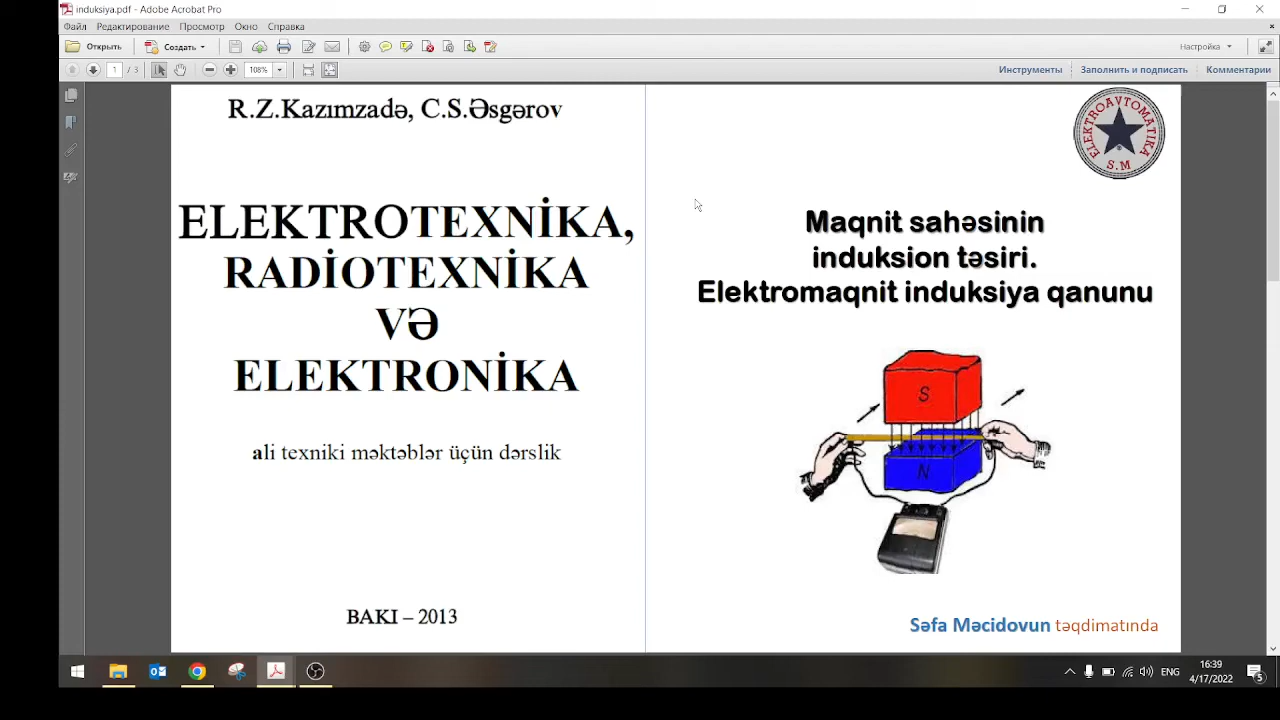 induksiya.pdf - Adobe Acrobat Pro
Файл Редактирование Просмотр Окно Справка
Открыть Создать Настройка
1 / 3 108% Инструменты Заполнить и подписать Комментарии
R.Z.Kazımzadə, C.S.Əsgərov
ELEKTROTEXNİKA,
RADİOTEXNİKA
VƏ
ELEKTRONİKA
ali texniki məktəblər üçün dərslik
BAKI – 2013
ELEKTROAVTOMATIKA
S.M
Maqnit sahəsinin
induksion təsiri.
Elektromaqnit induksiya qanunu
S
N
Səfa Məcidovun təqdimatında
ENG
16:39
4/17/2022
5